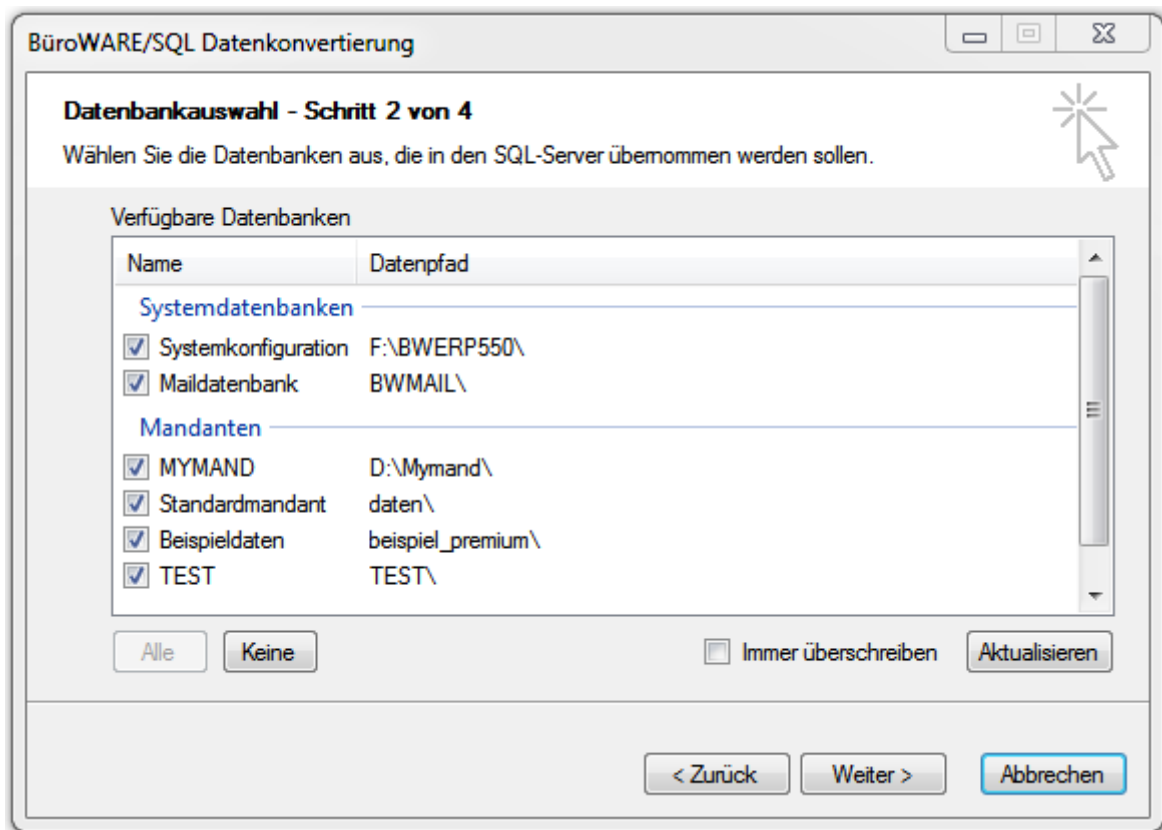 BüroWARE/SQL Datenkonvertierung
Datenbankauswahl - Schritt 2 von 4
Wählen Sie die Datenbanken aus, die in den SQL-Server übernommen werden sollen.
Verfügbare Datenbanken
Name Datenpfad
Systemdatenbanken
Systemkonfiguration F:\BWERP550\
Maildatenbank BWMAIL\
Mandanten
MYMAND D:\Mymand\
Standardmandant daten\
Beispieldaten beispiel_premium\
TEST TEST\
Alle Keine Immer überschreiben Aktualisieren
< Zurück Weiter > Abbrechen